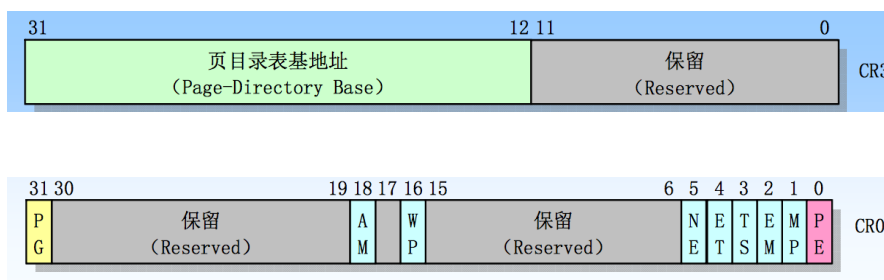 31 12 11 0
页目录表基地址 保留
(Page-Directory Base) (Reserved)
CR3
31 30 19 18 17 16 15 6 5 4 3 2 1 0
P 保留 A W 保留 N E T E M P
G (Reserved) M P (Reserved) E T S M P E
CR0